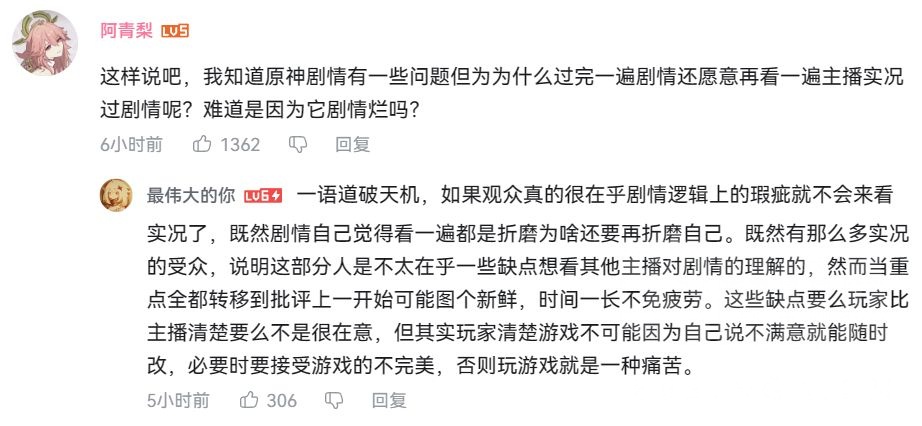 阿青梨 LV5
这样说吧，我知道原神剧情有一些问题但为为什么过完一遍剧情还愿意再看一遍主播实况
过剧情呢？难道是因为它剧情烂吗？
6小时前 1362 回复
最伟大的你 LV6 一语道破天机，如果观众真的很在乎剧情逻辑上的瑕疵就不会来看
实况了，既然剧情自己觉得看一遍都是折磨为啥还要再折磨自己。既然有那么多实况
的受众，说明这部分人是不太在乎一些缺点想看其他主播对剧情的理解的，然而当重
点全都转移到批评上一开始可能图个新鲜，时间一长不免疲劳。这些缺点要么玩家比
主播清楚要么不是很在意，但其实玩家清楚游戏不可能因为自己说不满意就能随时
改，必要时要接受游戏的不完美，否则玩游戏就是一种痛苦。
5小时前 306 回复